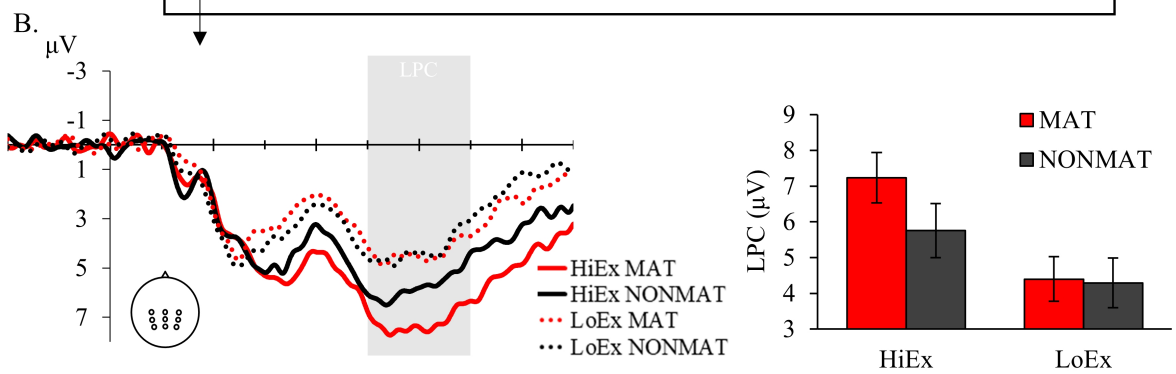 B.
μV
-3
-1
1
3
5
7
LPC
HiEx MAT
HiEx NONMAT
LoEx MAT
LoEx NONMAT
LPC (μV)
9
8
7
6
5
4
3
MAT
NONMAT
HiEx
LoEx